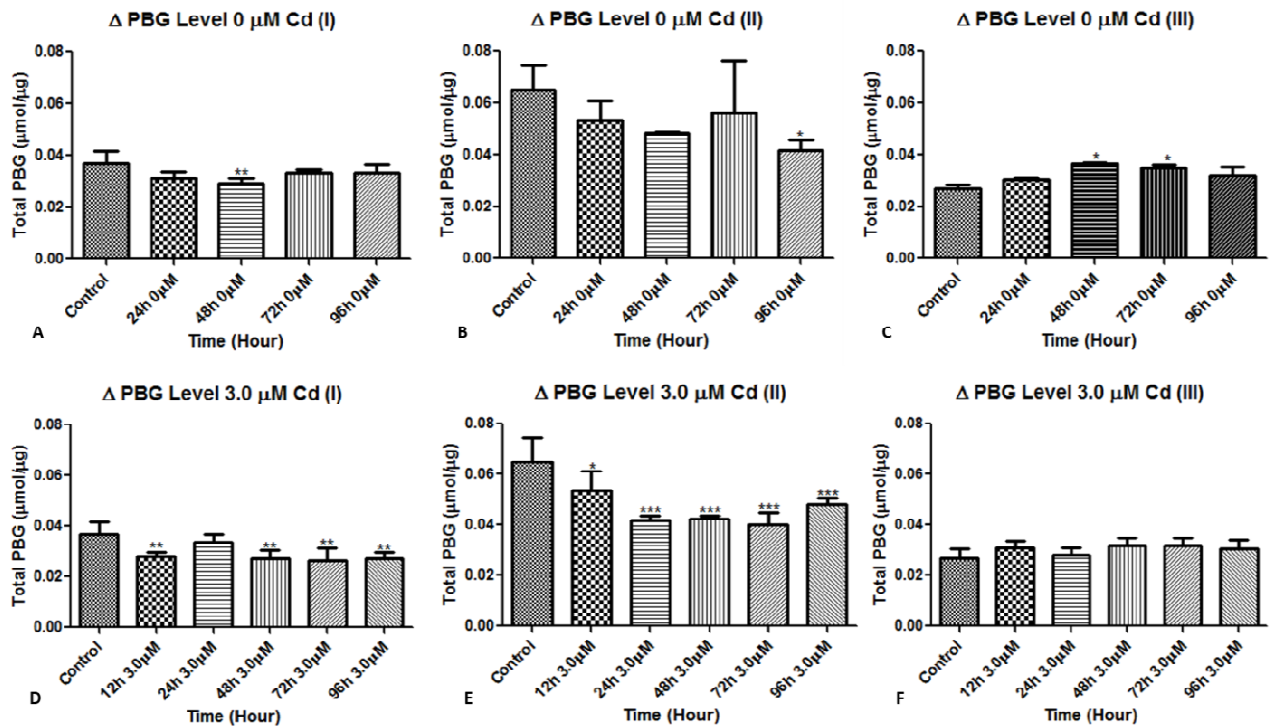 Δ PBG Level 0 μM Cd (I)
Total PBG (μmol/μg)
0.08
0.06
0.04
0.02
0.00
**
Control
24h 0μM
48h 0μM
72h 0μM
96h 0μM
Time (Hour)
A
Δ PBG Level 0 μM Cd (II)
Total PBG (μmol/μg)
0.08
0.06
0.04
0.02
0.00
*
Control
24h 0μM
48h 0μM
72h 0μM
96h 0μM
Time (Hour)
B
Δ PBG Level 0 μM Cd (III)
Total PBG (μmol/μg)
0.08
0.06
0.04
0.02
0.00
*
*
Control
24h 0μM
48h 0μM
72h 0μM
96h 0μM
Time (Hour)
C
Δ PBG Level 3.0 μM Cd (I)
Total PBG (μmol/μg)
0.08
0.06
0.04
0.02
0.00
**
**
**
**
Control
12h 3.0μM
24h 3.0μM
48h 3.0μM
72h 3.0μM
96h 3.0μM
Time (Hour)
D
Δ PBG Level 3.0 μM Cd (II)
Total PBG (μmol/μg)
0.08
0.06
0.04
0.02
0.00
*
***
***
***
***
Control
12h 3.0μM
24h 3.0μM
48h 3.0μM
72h 3.0μM
96h 3.0μM
Time (Hour)
E
Δ PBG Level 3.0 μM Cd (III)
Total PBG (μmol/μg)
0.08
0.06
0.04
0.02
0.00
Control
12h 3.0μM
24h 3.0μM
48h 3.0μM
72h 3.0μM
96h 3.0μM
Time (Hour)
F